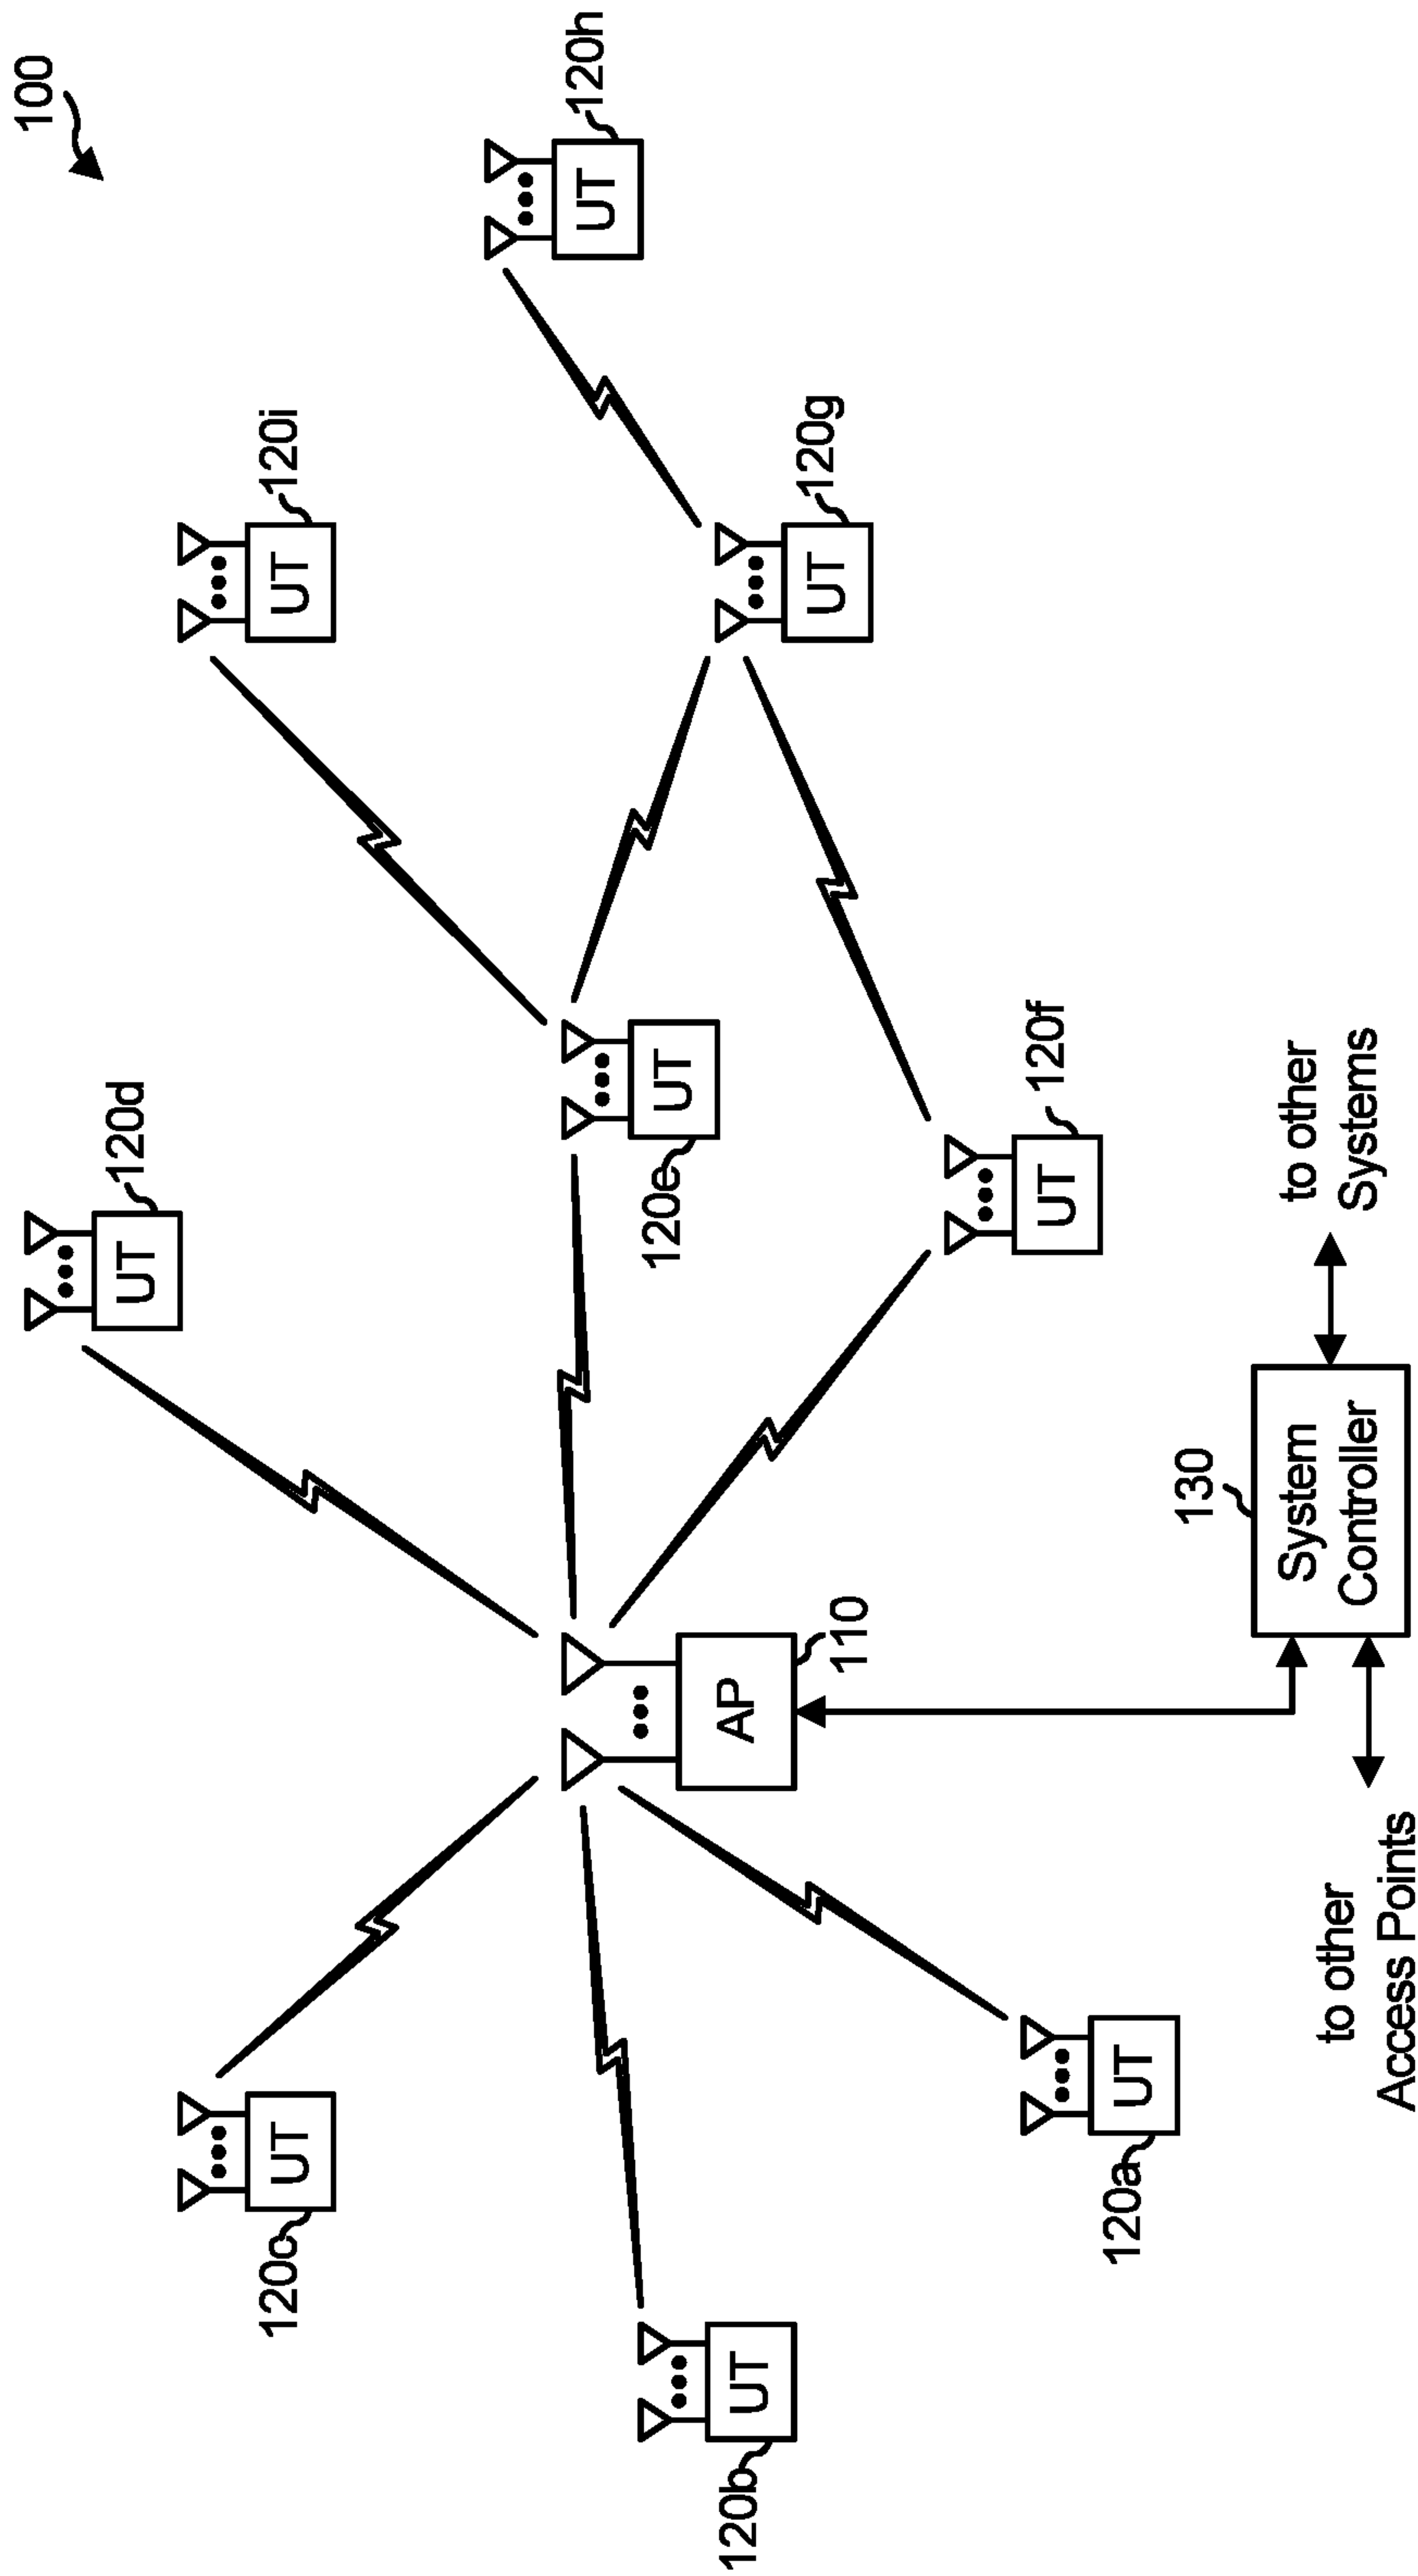 100
120d
UT
120i
UT
120h
UT
120c
UT
120e
UT
120g
UT
120b
UT
AP
110
120f
UT
120a
UT
130
System
Controller
to other
Systems
to other
Access Points